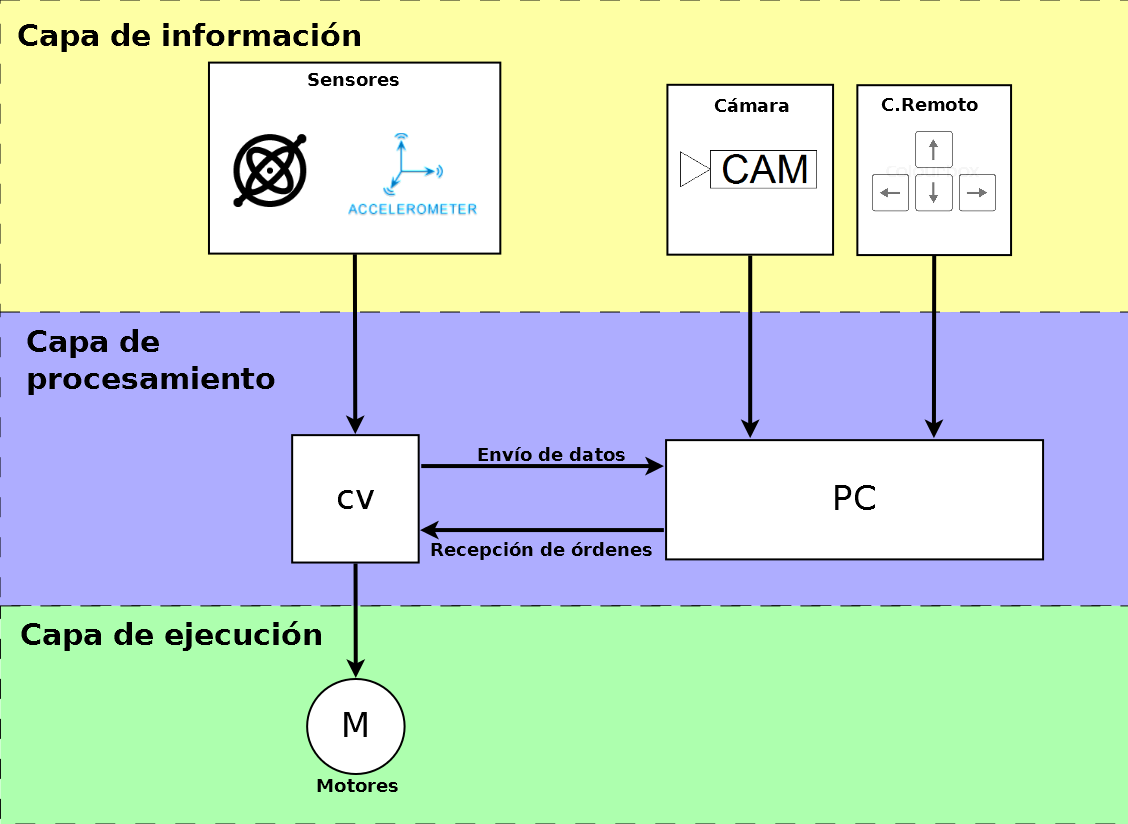 Capa de información
Sensores
ACCELEROMETER
Cámara
CAM
C.Remoto
Capa de
procesamiento
cv
Envío de datos
Recepción de órdenes
PC
Capa de ejecución
M
Motores